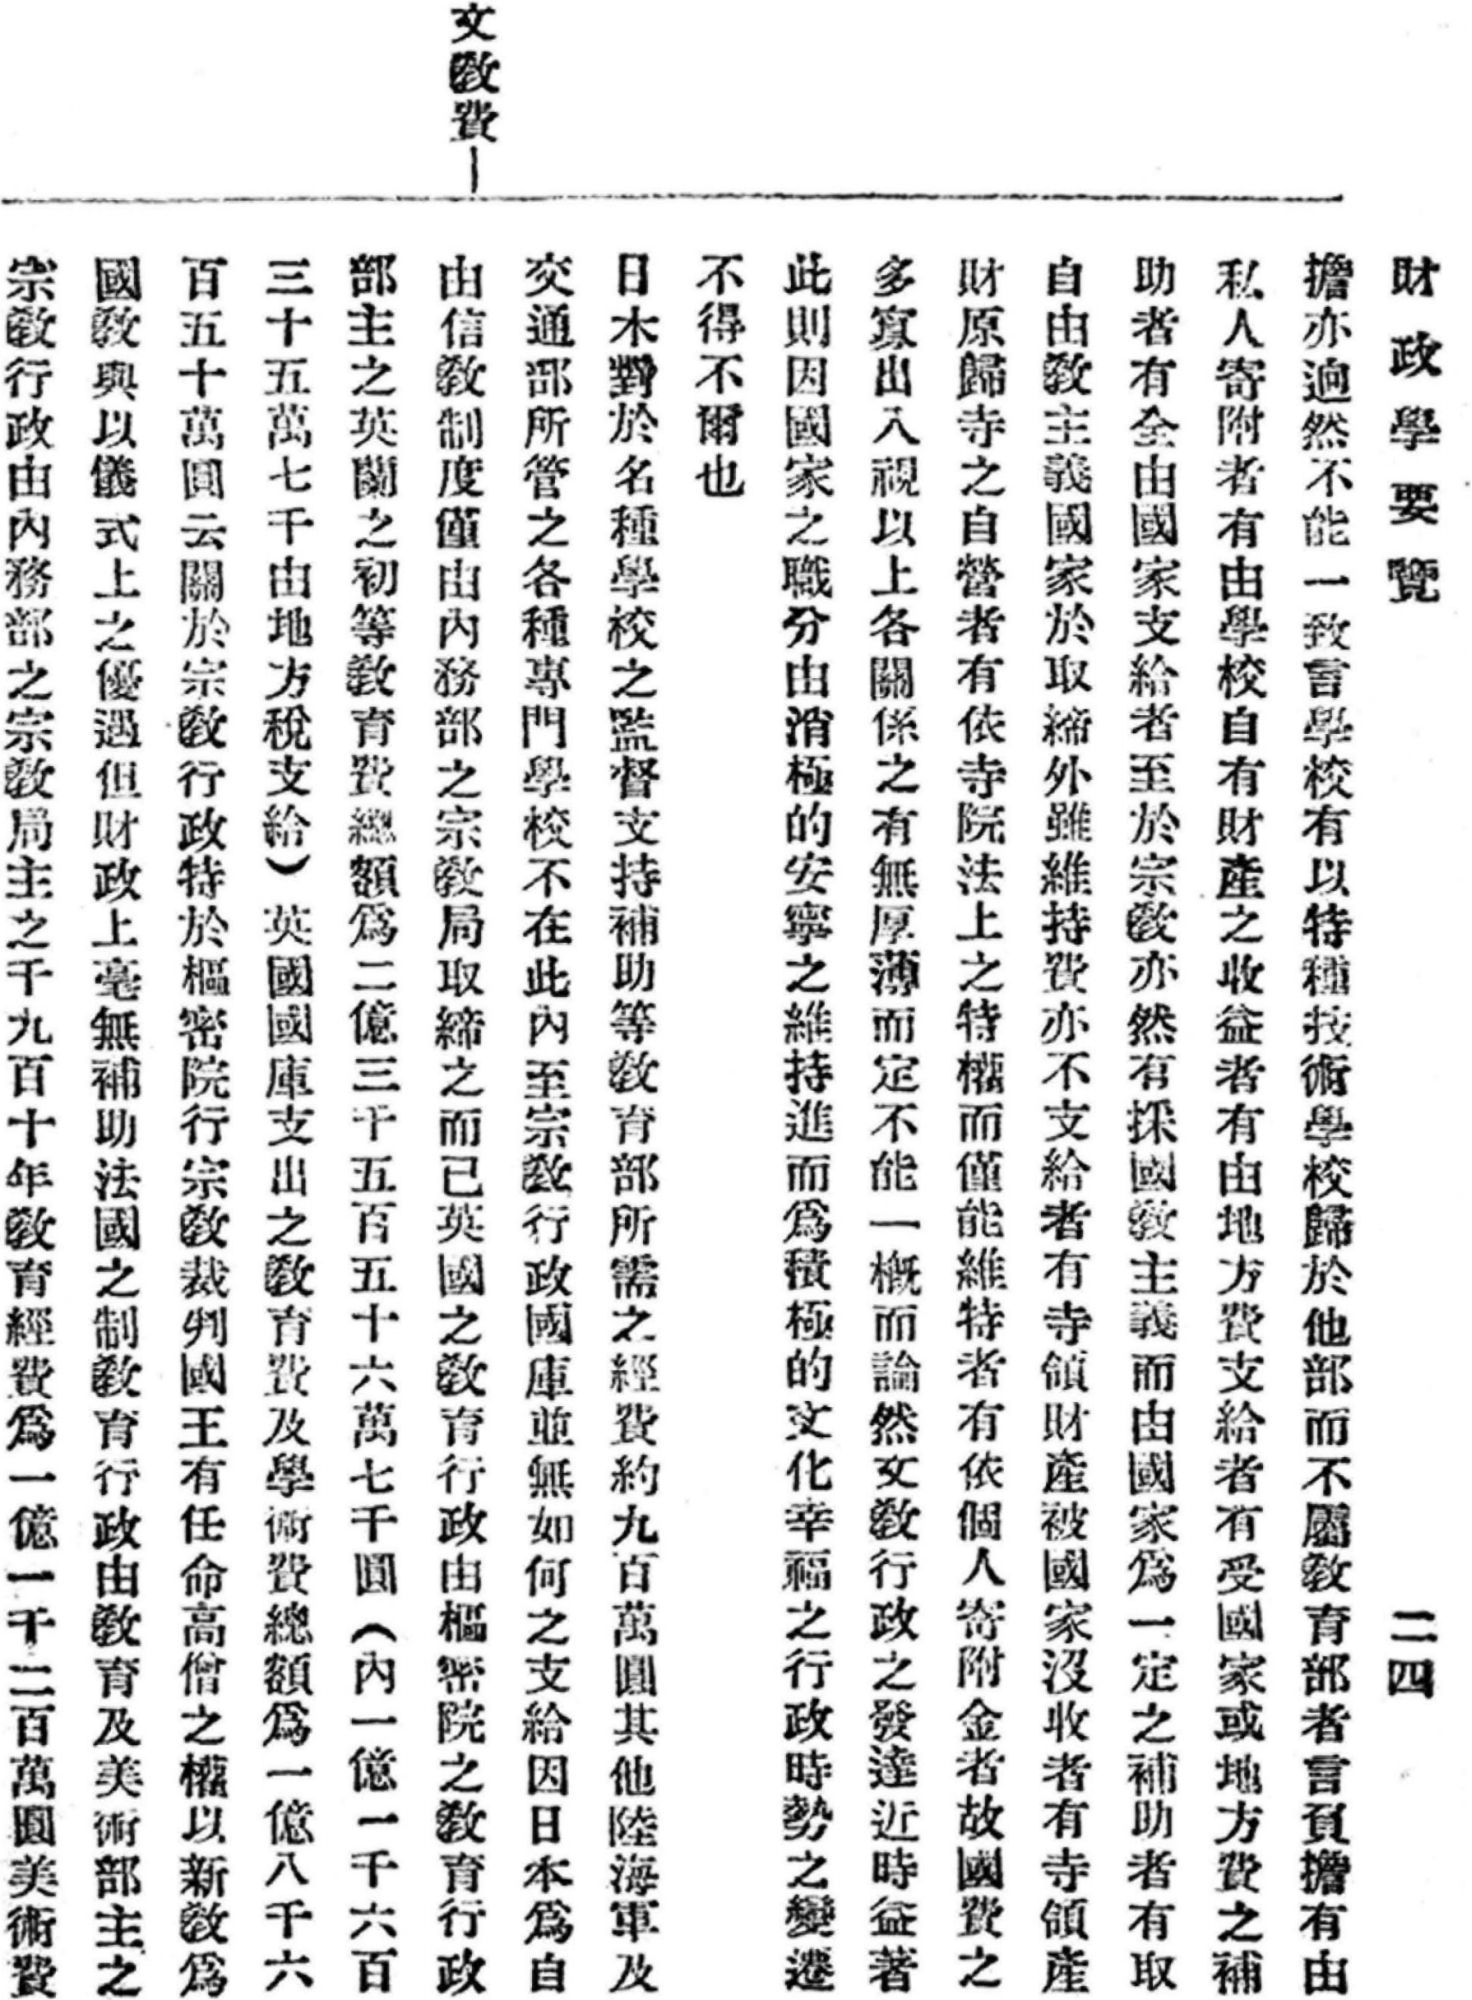 財政學要覽
二四
擔亦逈然不能一致言學校有以特種技術學校歸於他部而不屬敎育部者言負擔有由
私人寄附者有由學校自有財產之收益者有由地方費支給者有受國家或地方費之補
助者有全由國家支給者至於宗敎亦然有採國敎主義而由國家爲一定之補助者有取
自由敎主義國家於取締外雖維持費亦不支給者有寺領財產被國家沒收者有寺領產
財原歸寺之自營者有依寺院法上之特權而僅能維持者有依個人寄附金者故國費之
多寡出入視以上各關係之有無厚薄而定不能一槪而論然文敎行政之發達近時益著
此則因國家之職分由消極的安寧之維持進而爲積極的文化幸福之行政時勢之變遷
不得不爾也
文敎費
日木對於名種學校之監督支持補助等敎育部所需之經費約九百萬圓其他陸海軍及
交通部所管之各種專門學校不在此內至宗敎行政國庫並無如何之支給因日本爲自
由信敎制度僅由內務部之宗敎局取締之而已英國之敎育行政由樞密院之敎育行政
部主之英蘭之初等敎育費總額爲二億三千五百五十六萬七千圓（內一億一千六百
三十五萬七千由地方稅支給）英國國庫支出之敎育費及學術費總額爲一億八千六
百五十萬圓云關於宗敎行政特於樞密院行宗敎裁判國王有任命高僧之權以新敎爲
國敎與以儀式上之優遇但財政上毫無補助法國之制敎育行政由敎育及美術部主之
宗敎行政由內務部之宗敎局主之千九百十年敎育經費爲一億一千二百萬圓美術費